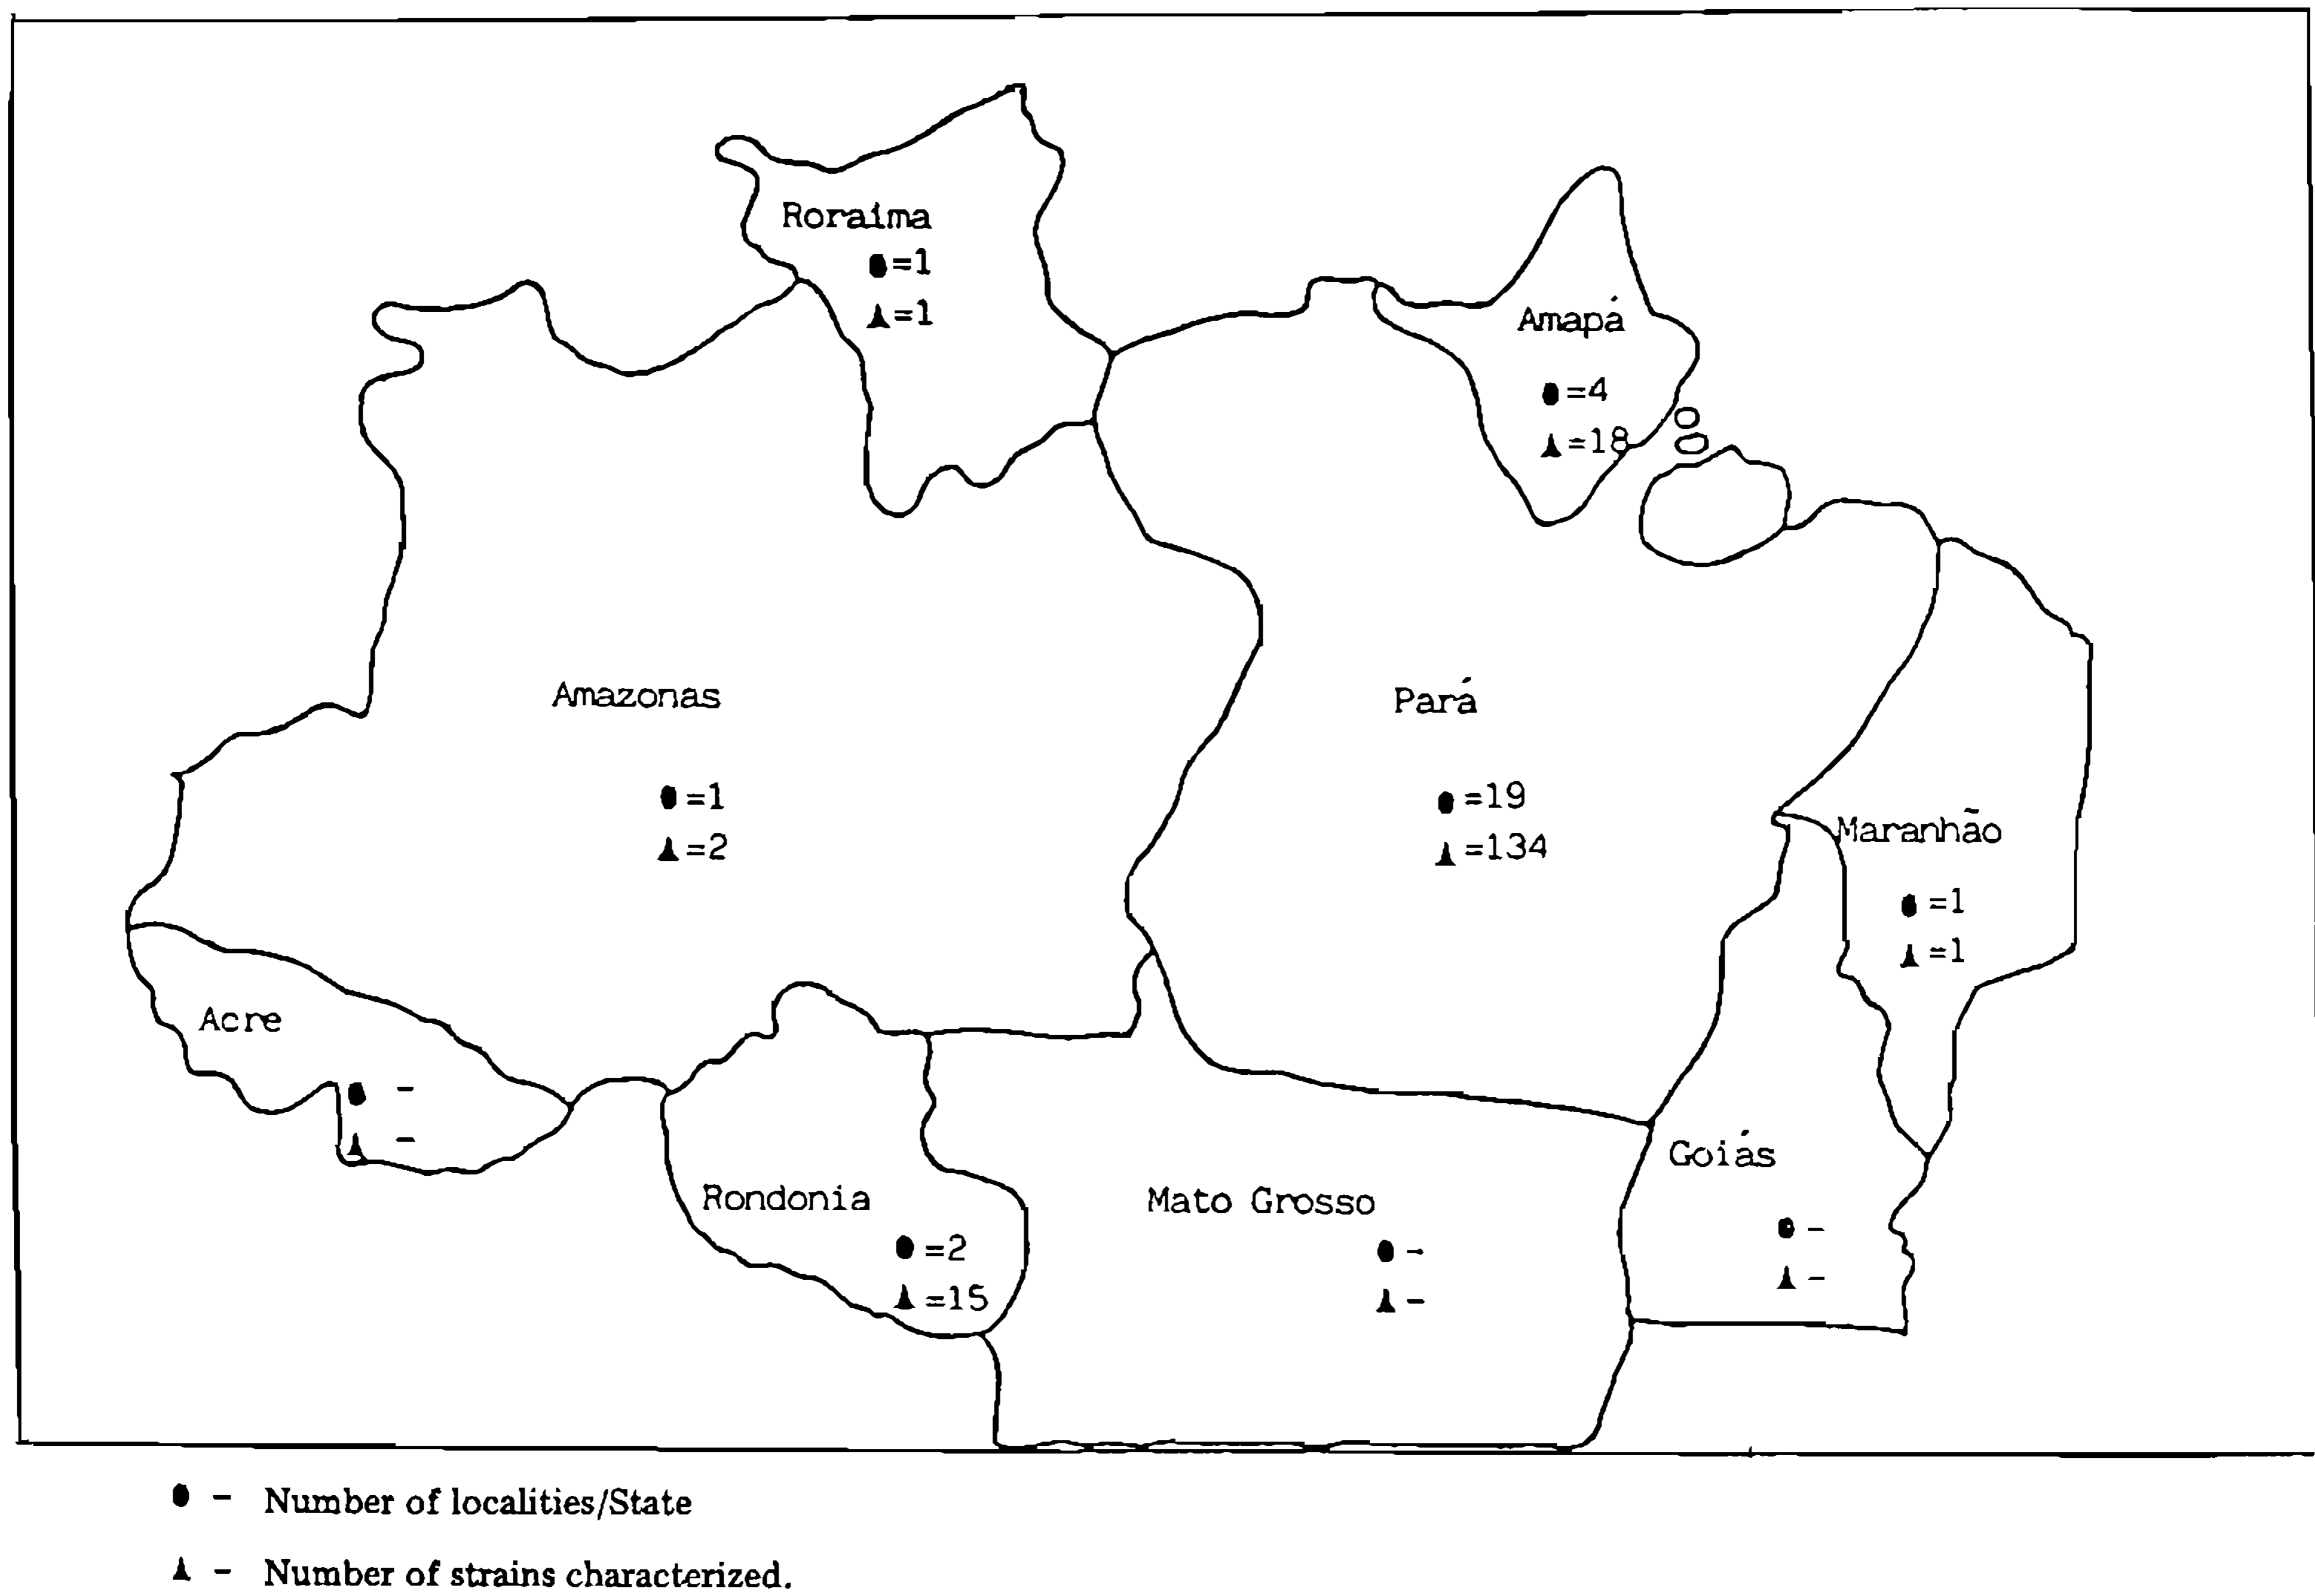 Roraima
=1
=1
Amapá
=4
=18
Amazonas
=1
=2
Pará
=19
=134
Maranhão
=1
=1
Acre
-
-
Rondonia
=2
=15
Mato Grosso
-
-
Goiás
-
-
- Number of localities/State
- Number of strains characterized.